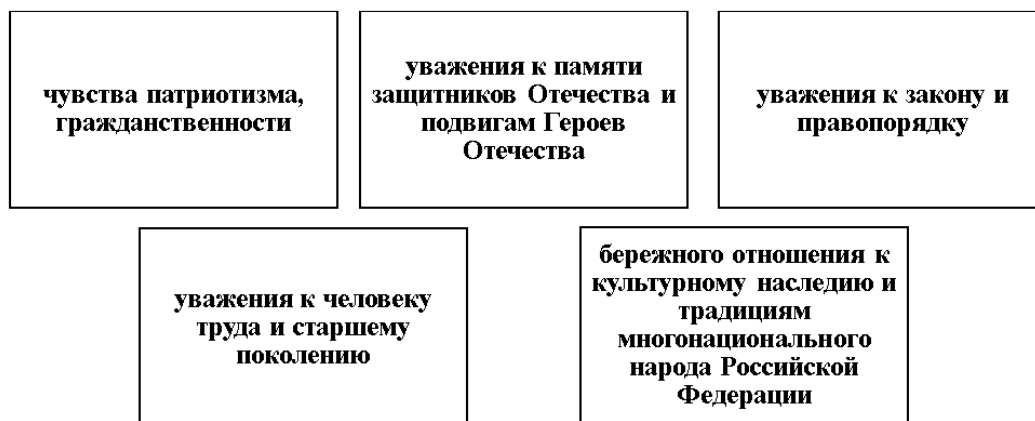 чувства патриотизма,
гражданственности
уважения к памяти
защитников Отечества и
подвигам Героев
Отечества
уважения к закону и
правопорядку
уважения к человеку
труда и старшему
поколению
бережного отношения к
культурному наследию и
традициям
многонационального
народа Российской
Федерации